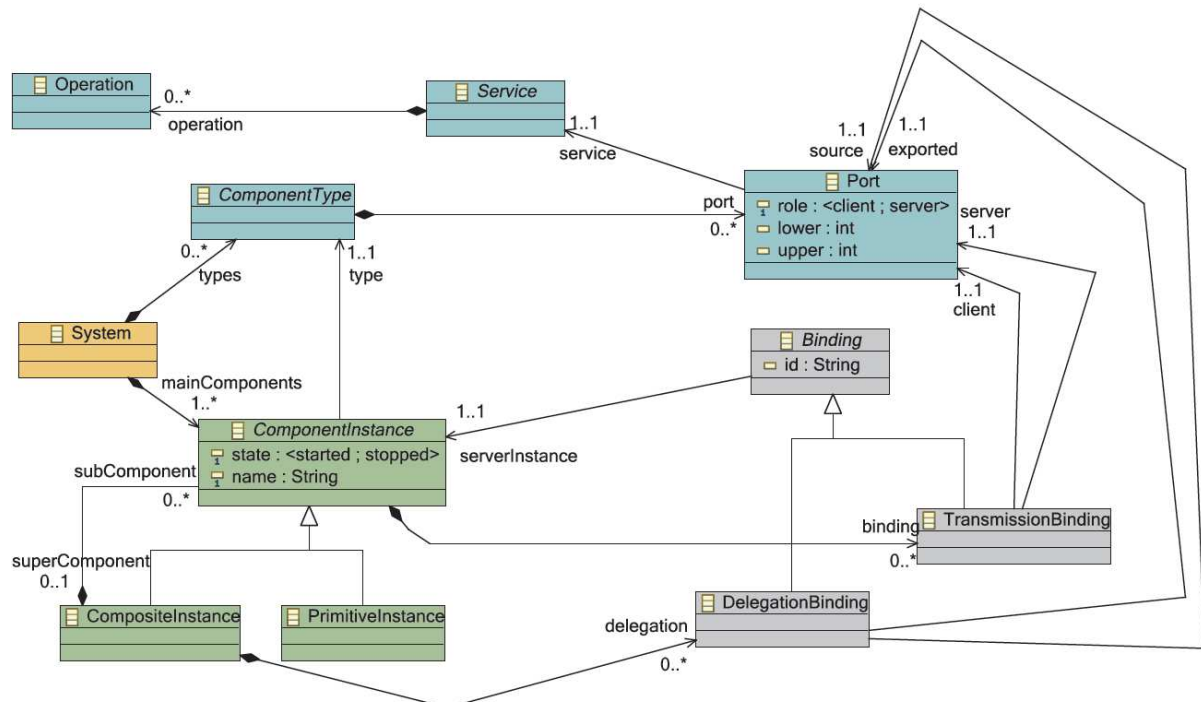 Operation
0..*
operation
Service
1..1
service
1..1
source
1..1
exported
Port
role : <client ; server>
lower : int
upper : int
port
0..*
server
1..1
1..1
client
ComponentType
0..*
types
1..1
type
System
mainComponents
1..*
Binding
id : String
1..1
serverInstance
ComponentInstance
state : <started ; stopped>
name : String
subComponent
0..*
superComponent
0..1
binding
0..*
TransmissionBinding
CompositeInstance
PrimitiveInstance
delegation
0..*
DelegationBinding